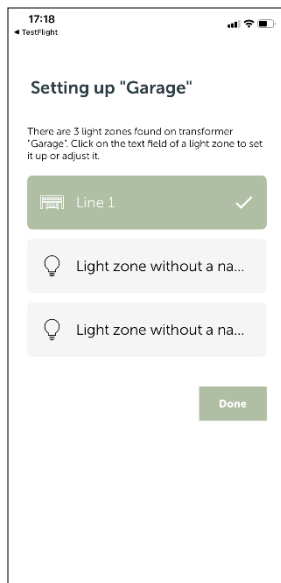 17:18
◄ TestFlight
Setting up "Garage"
There are 3 light zones found on transformer
"Garage". Click on the text field of a light zone to set
it up or adjust it.
Line 1
Light zone without a na...
Light zone without a na...
Done